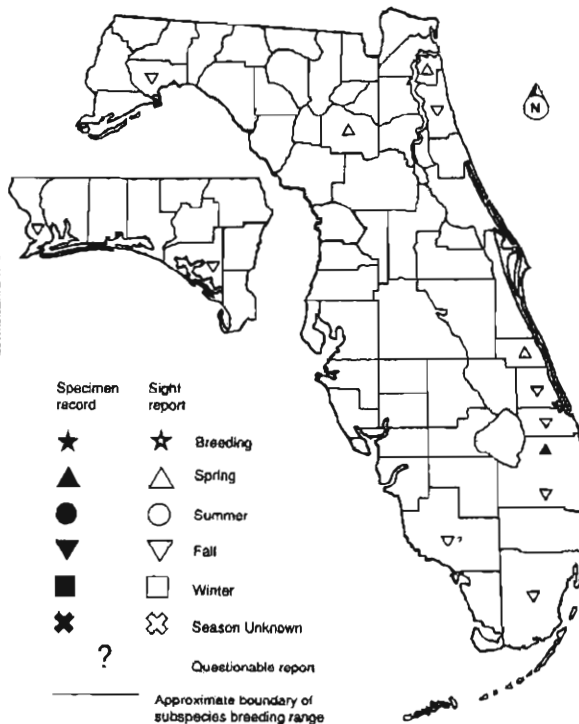 N
?
Specimen record
Sight report
Breeding
Spring
Summer
Fall
Winter
Season Unknown
?
Questionable report
Approximate boundary of
subspecies breeding range